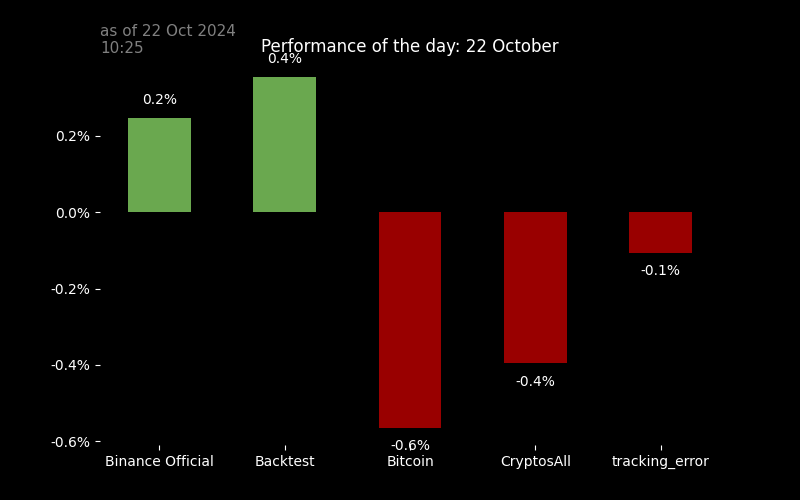 as of 22 Oct 2024
10:25
Performance of the day: 22 October
0.4%
0.2%
0.2%
0.0%
-0.1%
-0.2%
-0.4%
-0.4%
-0.6%
-0.6%
Binance Official
Backtest
Bitcoin
CryptosAll
tracking_error